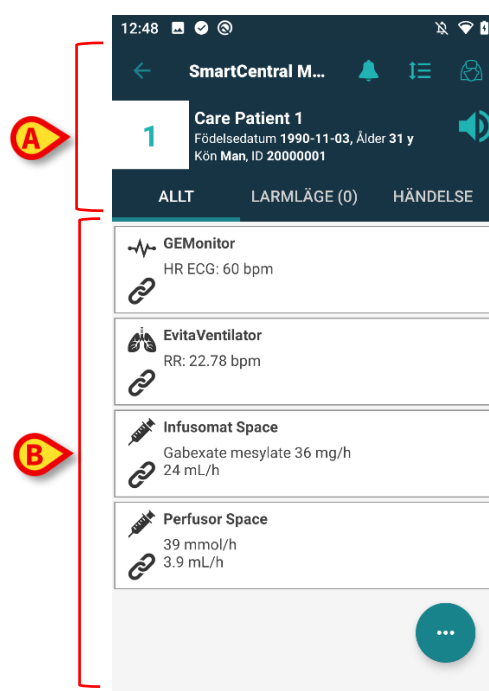 12:48
SmartCentral M...
1
Care Patient 1
Födelsedatum 1990-11-03, Ålder 31 y
Kön Man, ID 20000001
ALLT LARMLÄGE (0) HÄNDELSE
A
GEMonitor
HR ECG: 60 bpm
EvitaVentilator
RR: 22.78 bpm
B
Infusomat Space
Gabexate mesylate 36 mg/h
24 mL/h
Perfusor Space
39 mmol/h
3.9 mL/h